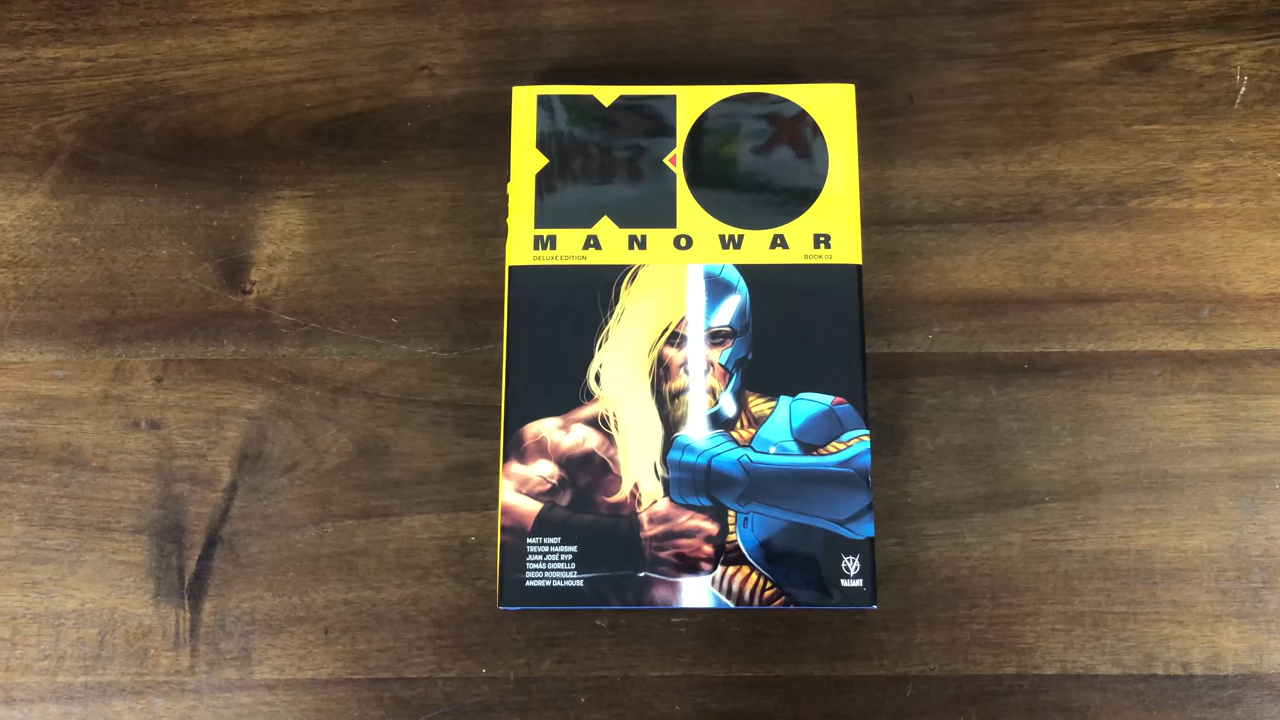 XO
MANOWAR
DELUXE EDITION
BOOK 02
MATT KINDT
TREVOR HAIRSINE
JUAN JOSÉ RYP
TOMÁS GIORELLO
DIEGO RODRIGUEZ
ANDREW DALHOUSE
VALIANT